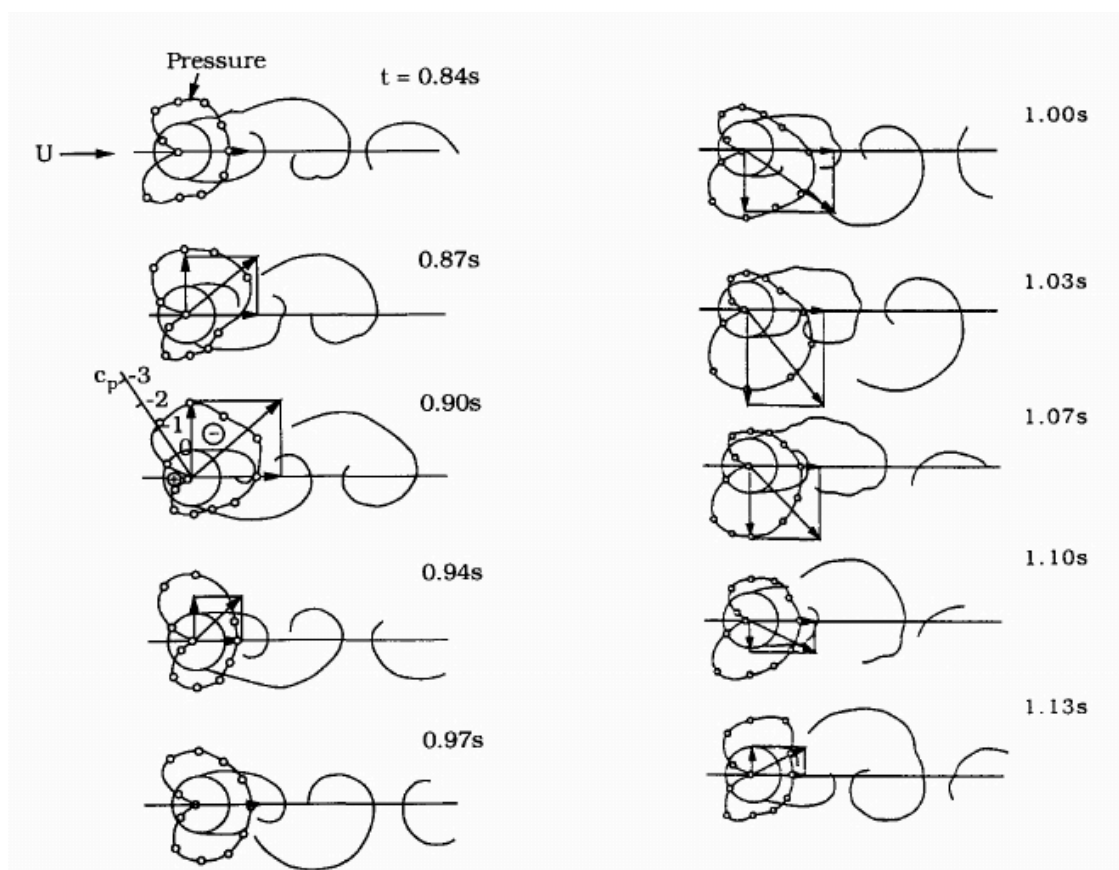 Pressure
t = 0.84s
U
0.87s
c_p -3
-2
-1
0
0.90s
0.94s
0.97s
1.00s
1.03s
1.07s
1.10s
1.13s